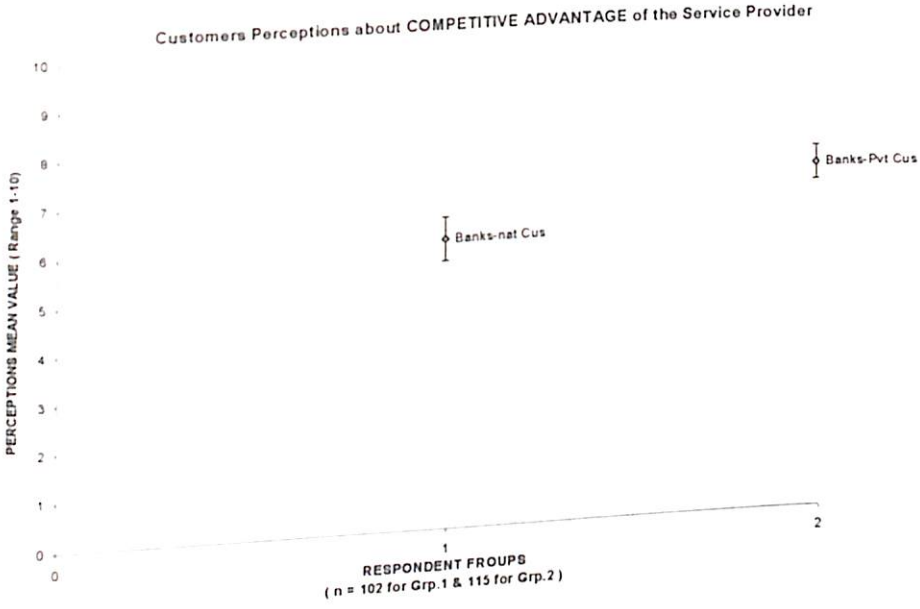 Customers Perceptions about COMPETITIVE ADVANTAGE of the Service Provider
PERCEPTIONS MEAN VALUE ( Range 1-10)
10
9
8
7
6
5
4
3
2
1
0
Banks-nat Cus
Banks-Pvt Cus
0
1
2
RESPONDENT FROUPS
( n = 102 for Grp.1 & 115 for Grp.2 )